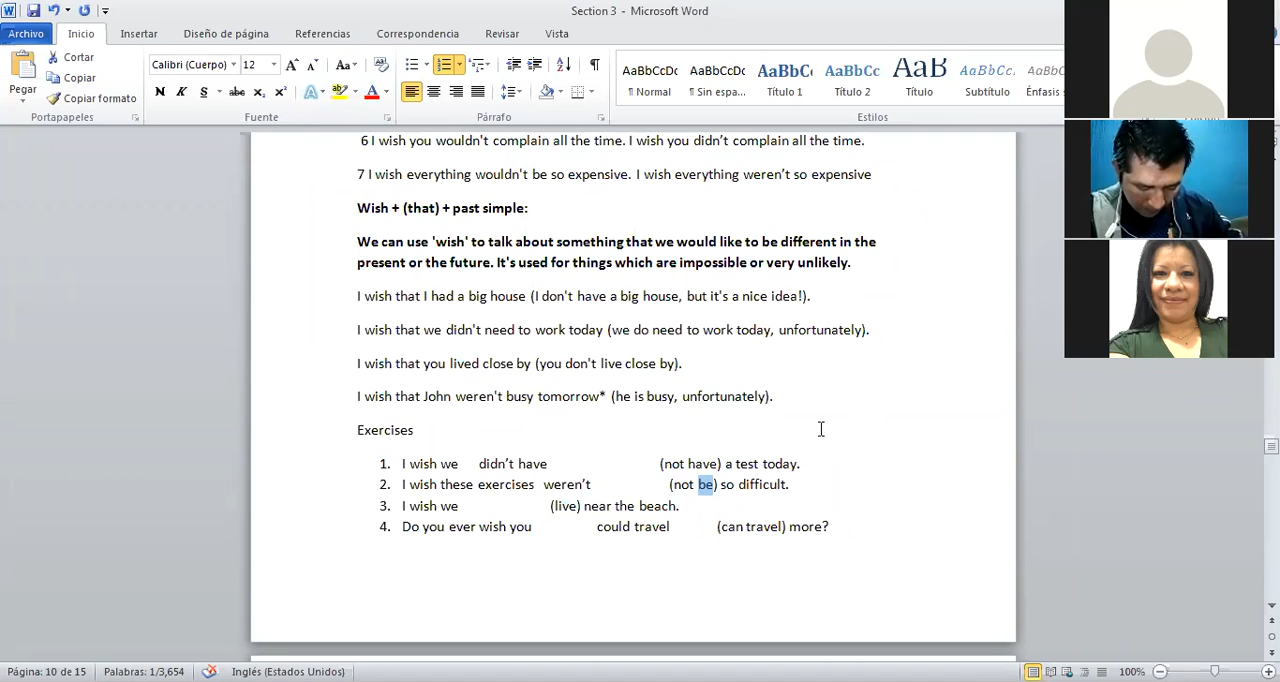 Section 3 - Microsoft Word
Archivo Inicio Insertar Diseño de página Referencias Correspondencia Revisar Vista
Pegar Cortar Copiar Copiar formato
Portapapeles
Calibri (Cuerpo) 12 Aa
N K S abc x₂ x² A A
Fuente
Párrafo
AaBbCcDc AaBbCcDc AaBbC AaBbCc AaB AaBbCc. AaBbCc
¶ Normal ¶ Sin espa... Título 1 Título 2 Título Subtítulo Énfasis
Estilos
6 I wish you wouldn't complain all the time. I wish you didn’t complain all the time.
7 I wish everything wouldn't be so expensive. I wish everything weren’t so expensive
Wish + (that) + past simple:
We can use 'wish' to talk about something that we would like to be different in the
present or the future. It's used for things which are impossible or very unlikely.
I wish that I had a big house (I don't have a big house, but it's a nice idea!).
I wish that we didn't need to work today (we do need to work today, unfortunately).
I wish that you lived close by (you don't live close by).
I wish that John weren't busy tomorrow* (he is busy, unfortunately).
Exercises
1. I wish we didn’t have (not have) a test today.
2. I wish these exercises weren’t (not be) so difficult.
3. I wish we (live) near the beach.
4. Do you ever wish you could travel (can travel) more?
Página: 10 de 15 Palabras: 1/3,654 Inglés (Estados Unidos) 100%